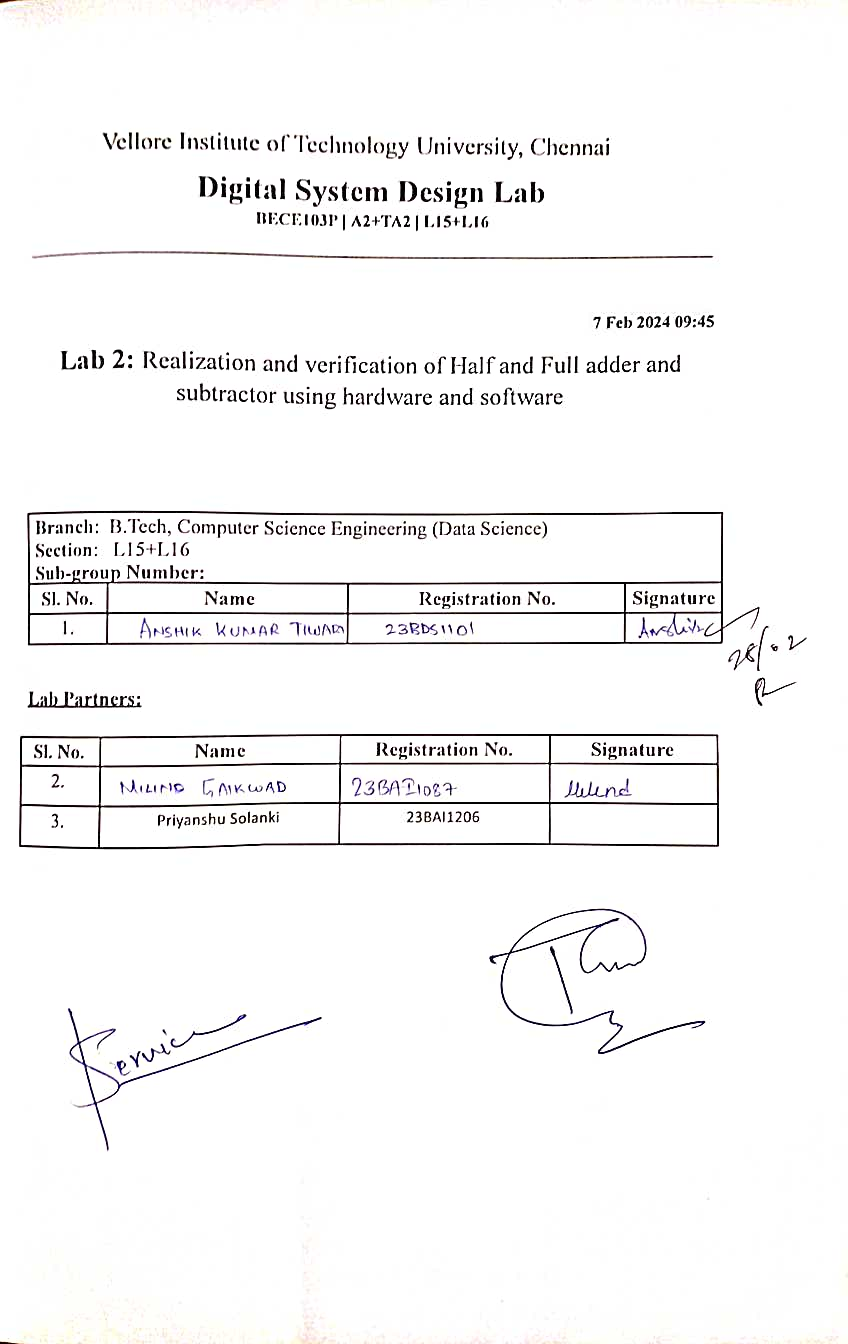 Vellore Institute of Technology University, Chennai
Digital System Design Lab
BECE103P | A2+TA2 | L15+L16
7 Feb 2024 09:45
Lab 2: Realization and verification of Half and Full adder and
subtractor using hardware and software
Branch: B.Tech, Computer Science Engineering (Data Science)
Section: L15+L16
Sub-group Number:
Sl. No. Name Registration No. Signature
1. ANSHIK KUMAR TIWARI 23BDS1101
28/02
Lab Partners:
Sl. No. Name Registration No. Signature
2. MILIND GAIKWAD 23BAI1087 Milind
3. Priyanshu Solanki 23BAI1206